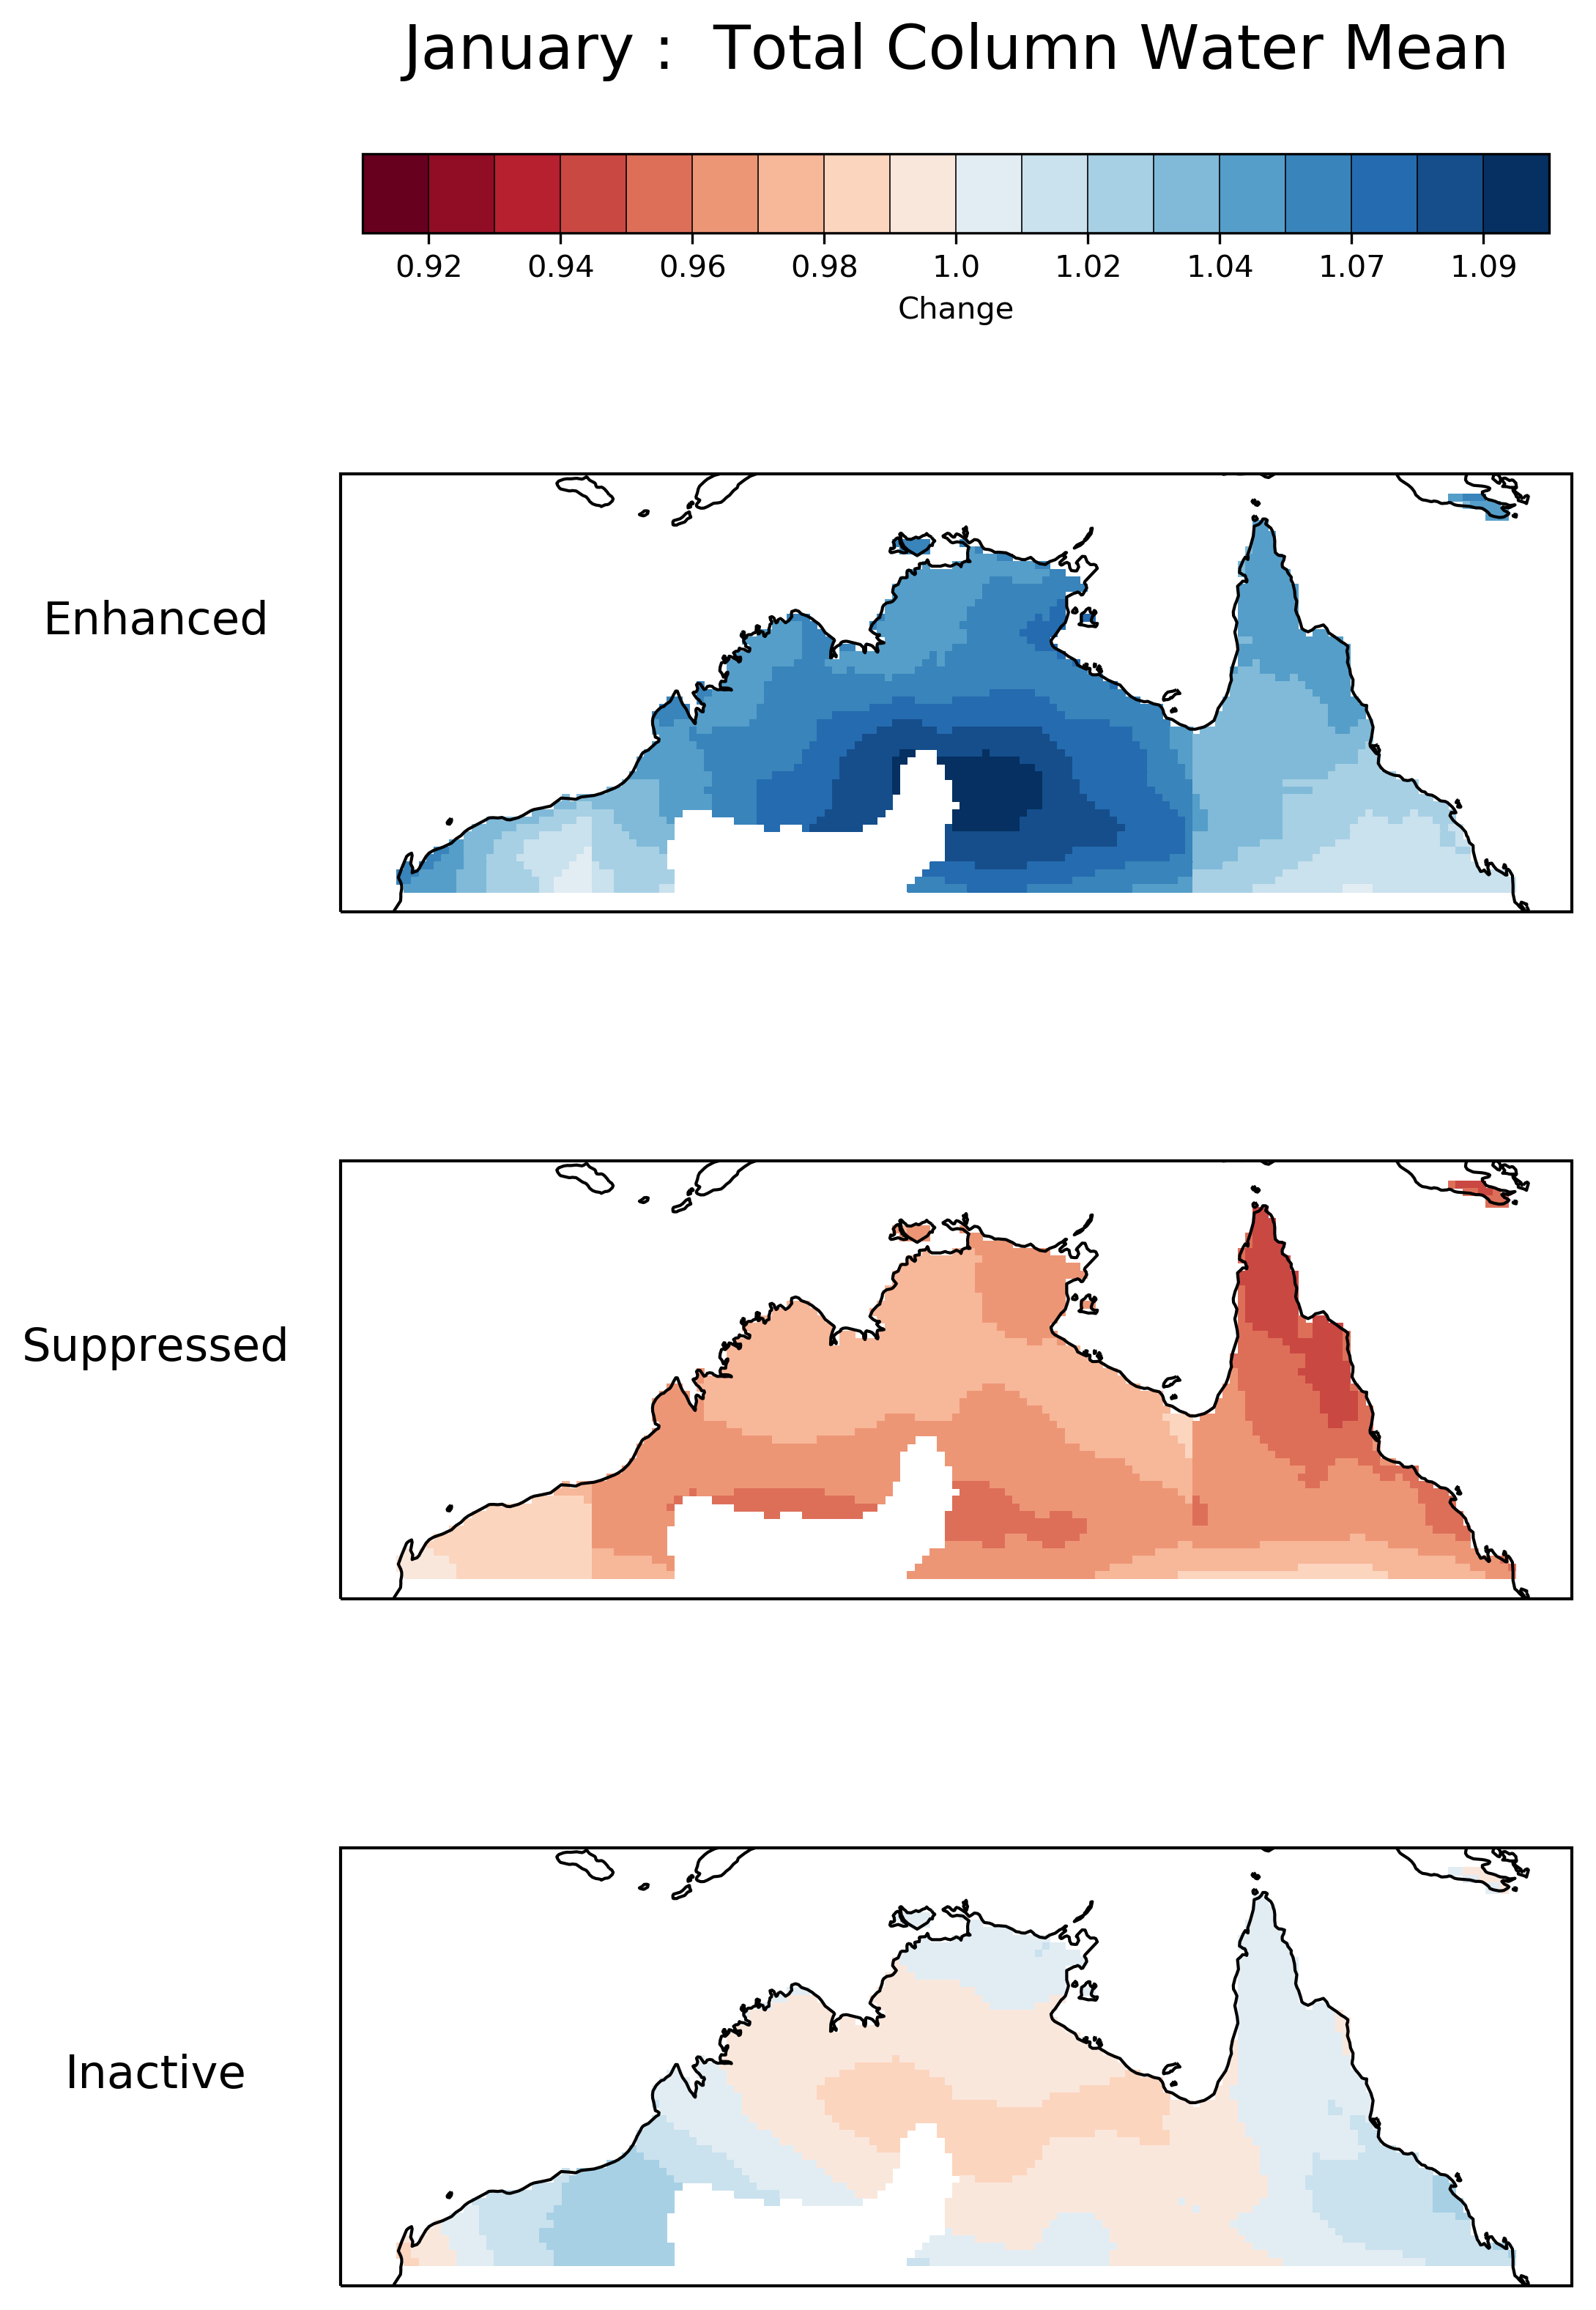 January :  Total Column Water Mean
0.92 0.94 0.96 0.98 1.0 1.02 1.04 1.07 1.09
Change
Enhanced
Suppressed
Inactive